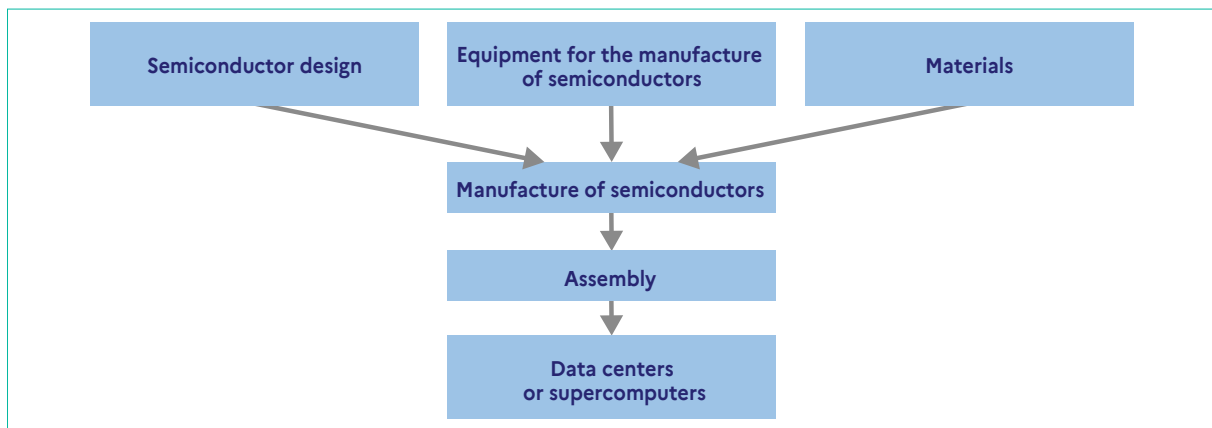 Semiconductor design
Equipment for the manufacture
of semiconductors
Materials
Manufacture of semiconductors
Assembly
Data centers
or supercomputers